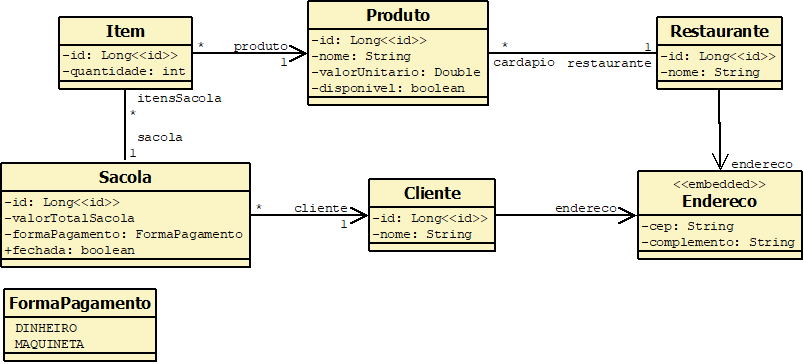 Item
-id: Long<<id>>
-quantidade: int
*
produto
1
Produto
-id: Long<<id>>
-nome: String
-valorUnitario: Double
-disponivel: boolean
*
cardapio
1
restaurante
Restaurante
-id: Long<<id>>
-nome: String
itensSacola
*
sacola
1
endereco
Sacola
-id: Long<<id>>
-valorTotalSacola
-formaPagamento: FormaPagamento
+fechada: boolean
*
cliente
1
Cliente
-id: Long<<id>>
-nome: String
endereco
<<embedded>>
Endereco
-cep: String
-complemento: String
FormaPagamento
DINHEIRO
MAQUINETA